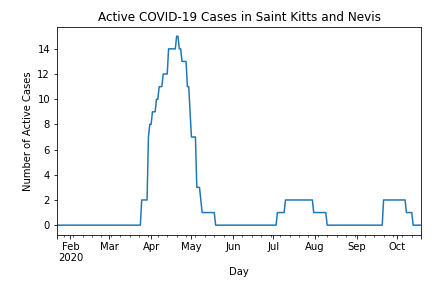 Active COVID-19 Cases in Saint Kitts and Nevis
Number of Active Cases
14
12
10
8
6
4
2
0
Feb Mar Apr May Jun Jul Aug Sep Oct
2020
Day